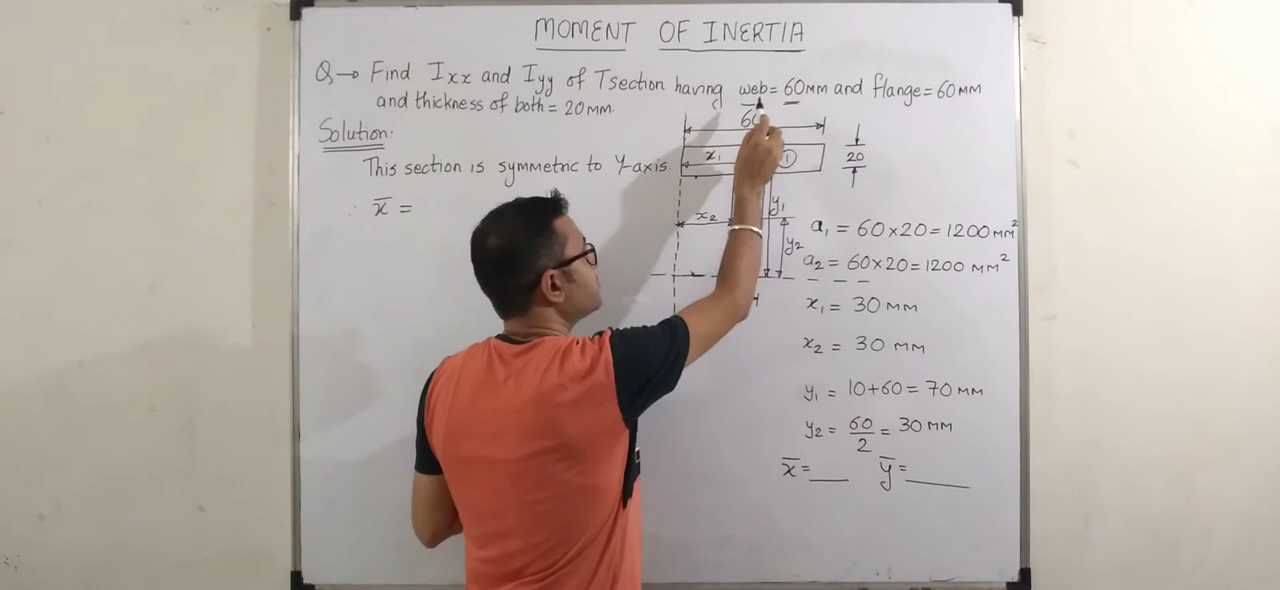 MOMENT OF INERTIA
Q→ Find Ixx and Iyy of T section having web = 60MM and flange = 60MM
and thickness of both = 20MM.
Solution:
This section is symmetric to Y-axis.
∴ x̄ =
x₁
①
20
x₂
y₁
y₂
a₁ = 60×20 = 1200 MM²
a₂ = 60×20 = 1200 MM²
x₁ = 30 MM
x₂ = 30 MM
y₁ = 10+60 = 70 MM
y₂ = 60/2 = 30 MM
x̄ = ___ ȳ = ___